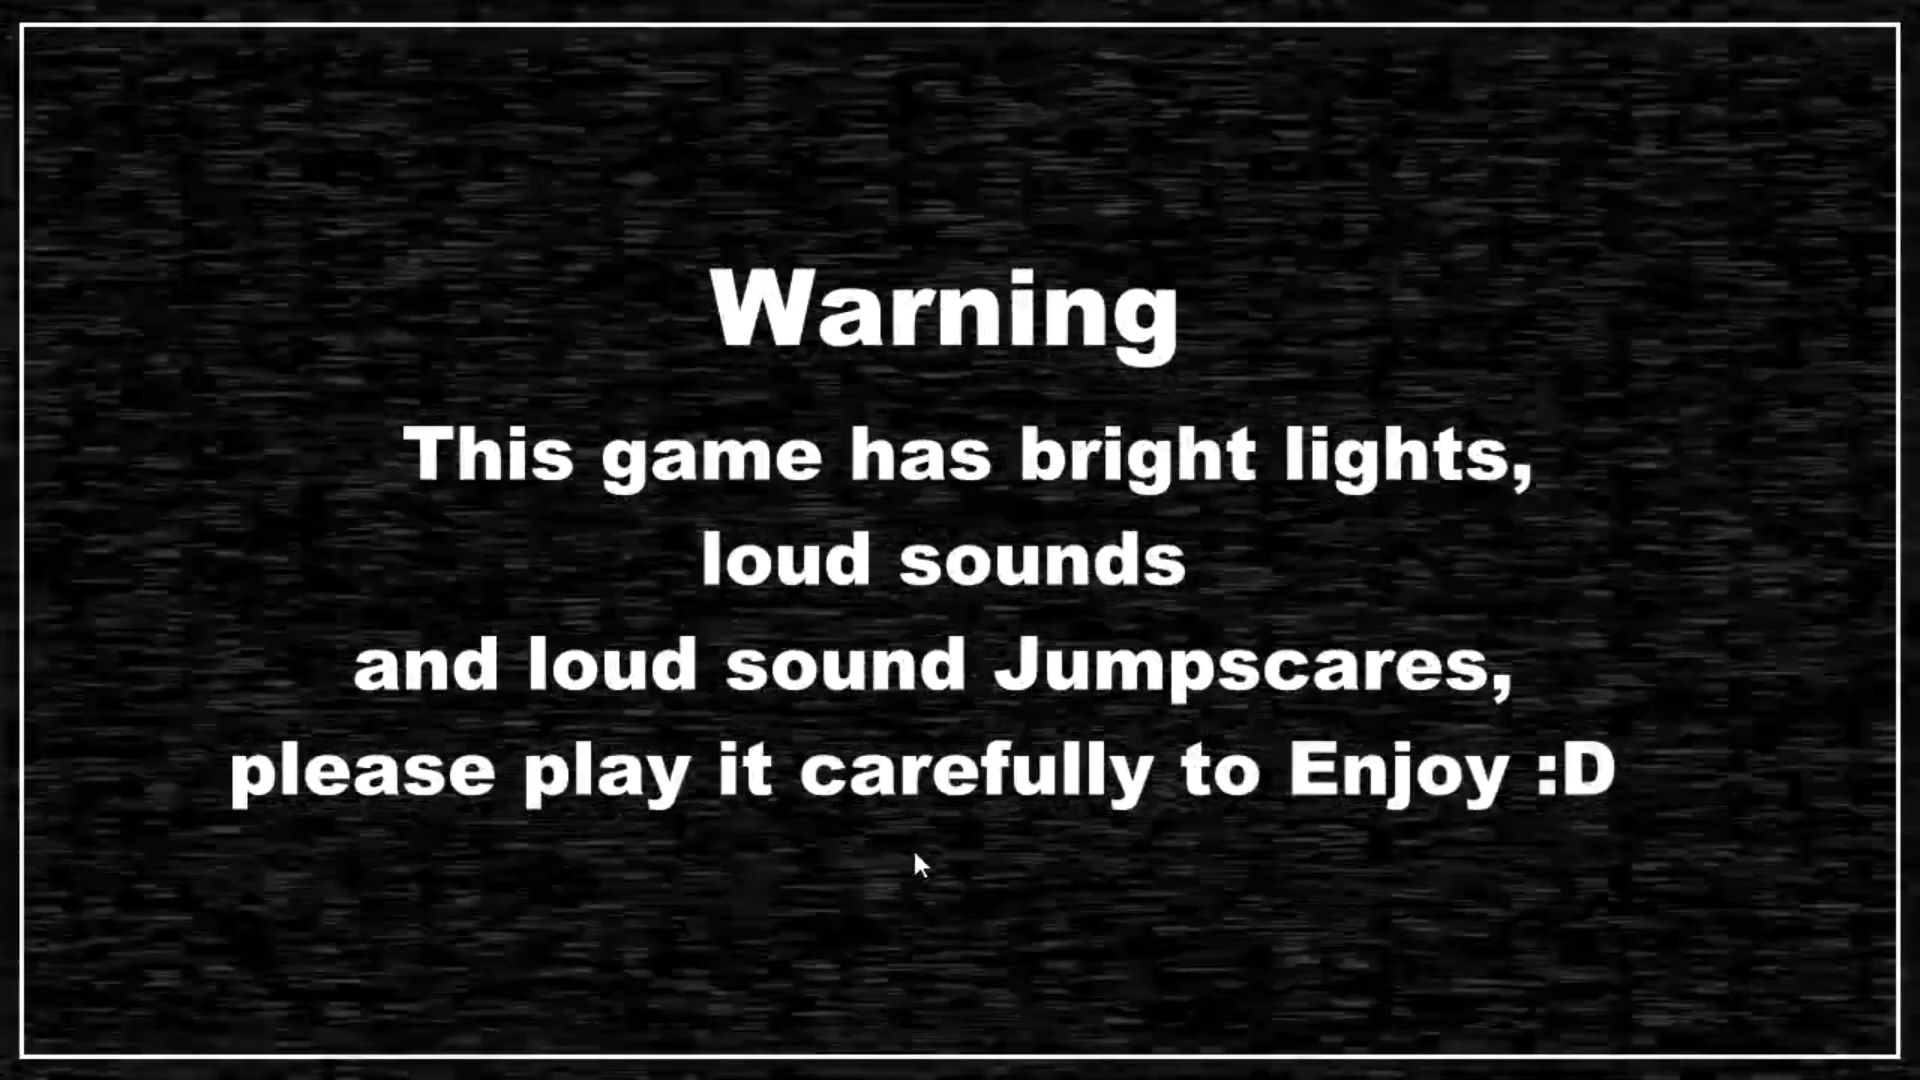 Warning
This game has bright lights,
loud sounds
and loud sound Jumpscares,
please play it carefully to Enjoy :D